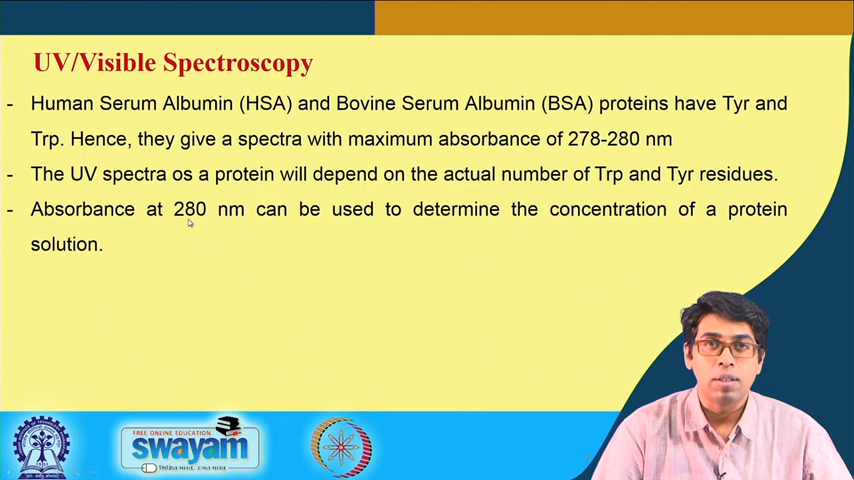 UV/Visible Spectroscopy
- Human Serum Albumin (HSA) and Bovine Serum Albumin (BSA) proteins have Tyr and
Trp. Hence, they give a spectra with maximum absorbance of 278-280 nm
- The UV spectra os a protein will depend on the actual number of Trp and Tyr residues.
- Absorbance at 280 nm can be used to determine the concentration of a protein
solution.
FREE ONLINE EDUCATION
swayam